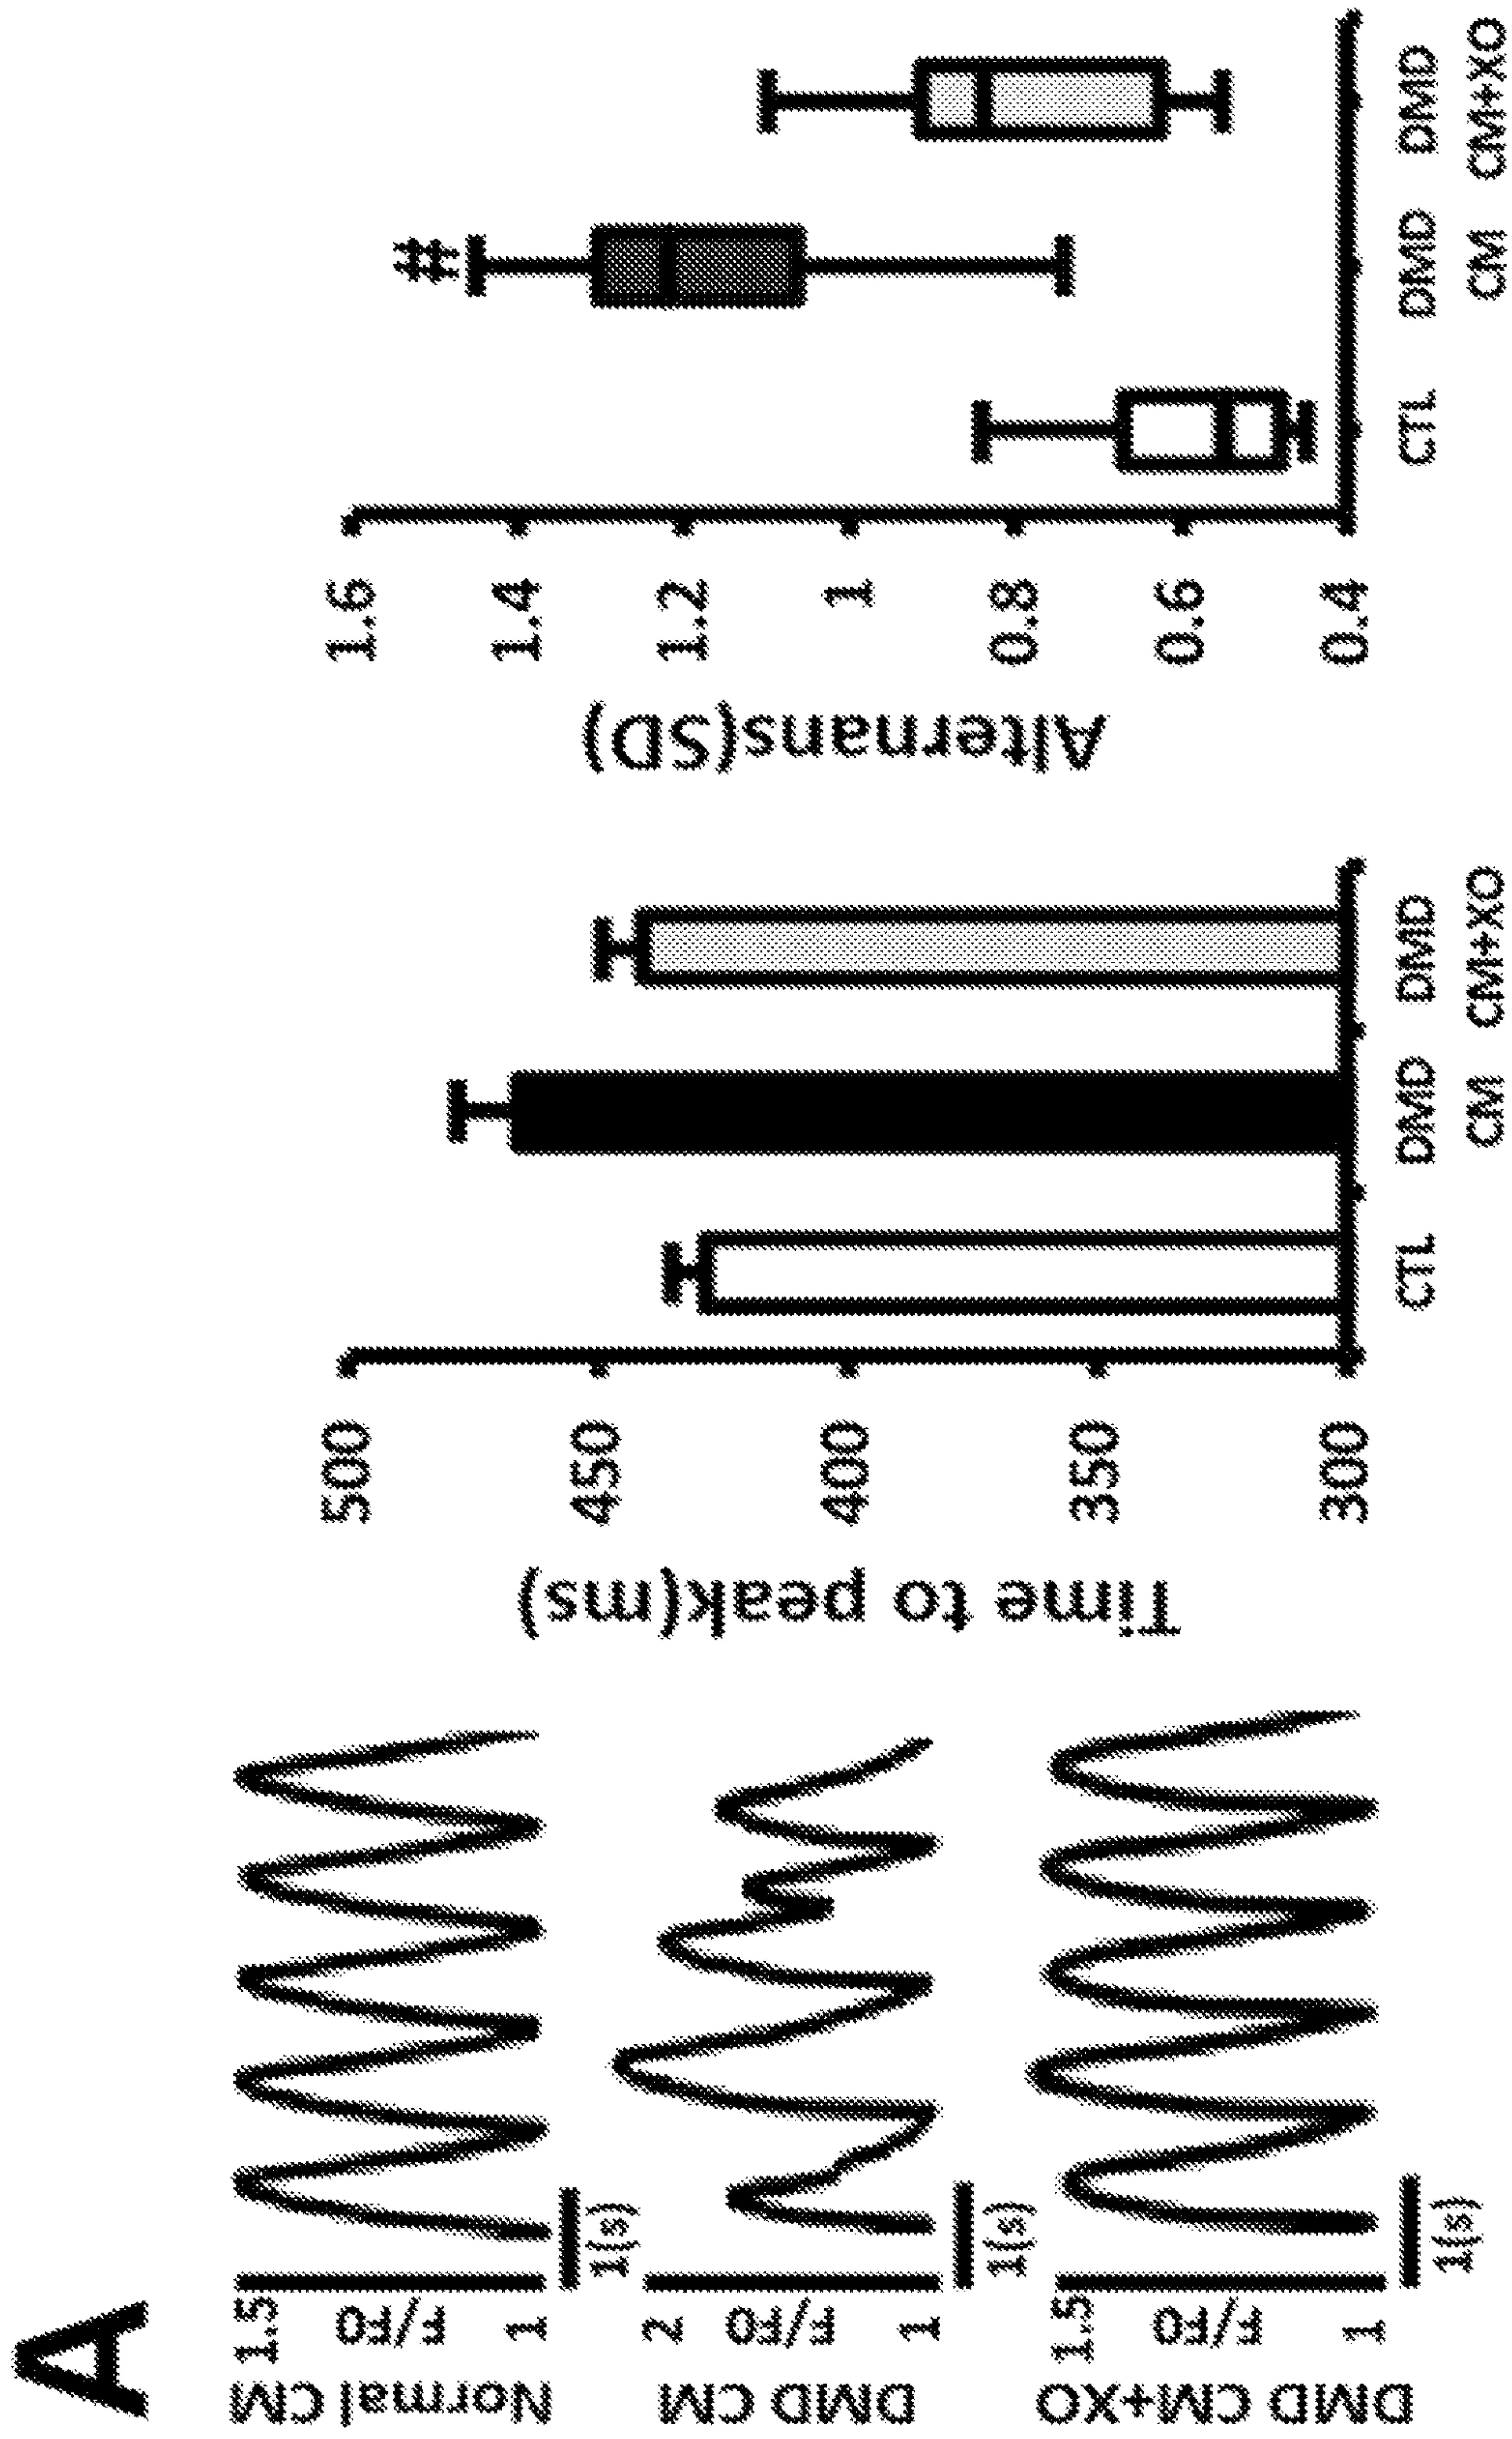 A
Normal CM
F/F0
1.5
1
1(s)
DMD CM
F/F0
2
1
1(s)
DMD CM+XO
F/F0
1.5
1
1(s)
Time to peak(ms)
500
450
400
350
300
CTL
DMD
CM
DMD
CM+XO
Alternans(SD)
1.6
1.4
1.2
1
0.8
0.6
0.4
#
CTL
DMD
CM
DMD
CM+XO